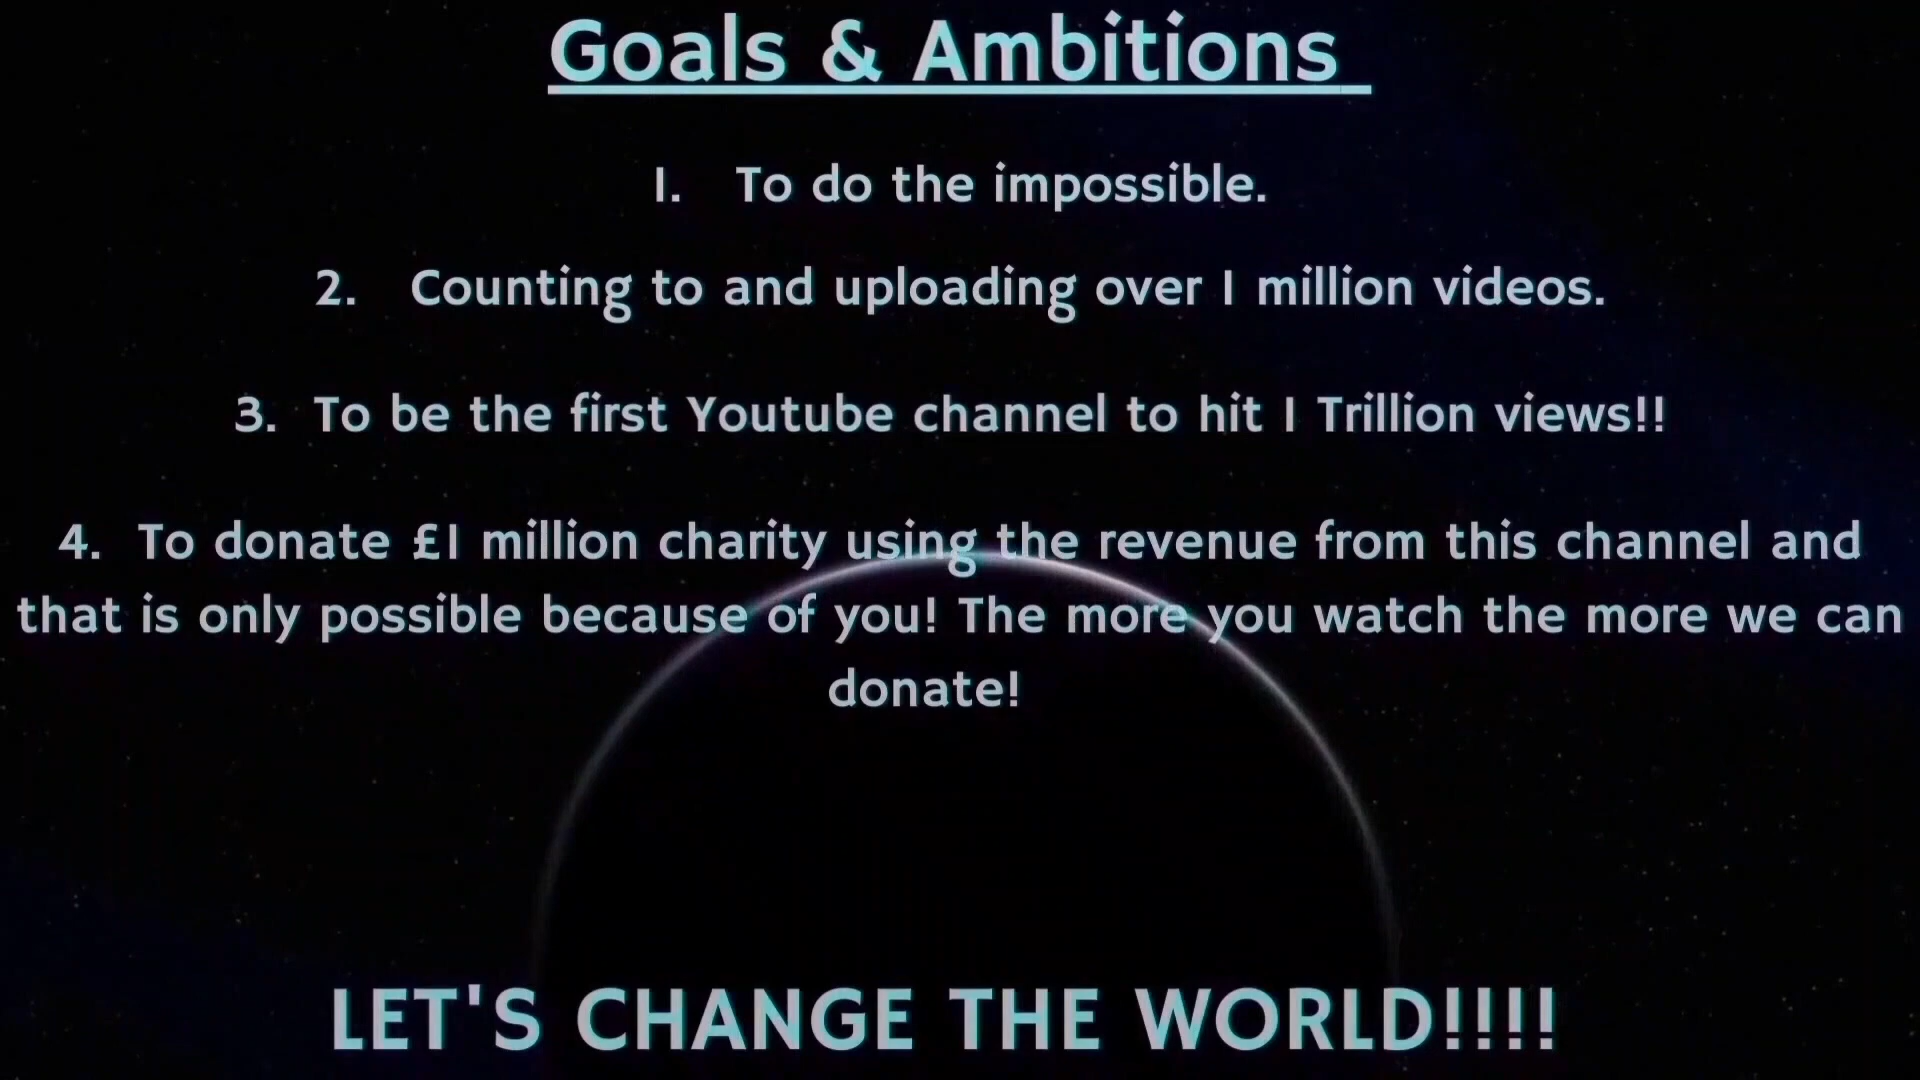 Goals & Ambitions
1. To do the impossible.
2. Counting to and uploading over 1 million videos.
3. To be the first Youtube channel to hit 1 Trillion views!!
4. To donate £1 million charity using the revenue from this channel and
that is only possible because of you! The more you watch the more we can
donate!
LET'S CHANGE THE WORLD!!!!